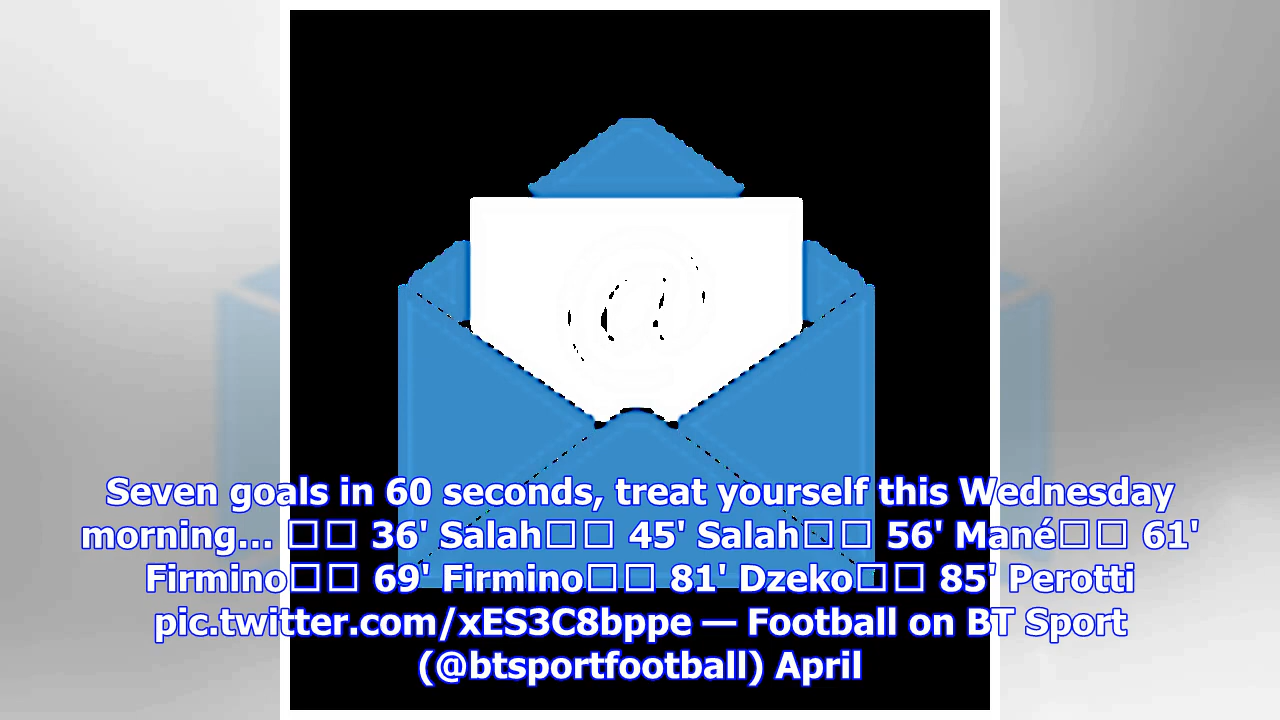 @
Seven goals in 60 seconds, treat yourself this Wednesday
morning... □□ 36' Salah□□ 45' Salah□□ 56' Mané□□ 61'
Firmino□□ 69' Firmino□□ 81' Dzeko□□ 85' Perotti
pic.twitter.com/xES3C8bppe — Football on BT Sport
(@btsportfootball) April